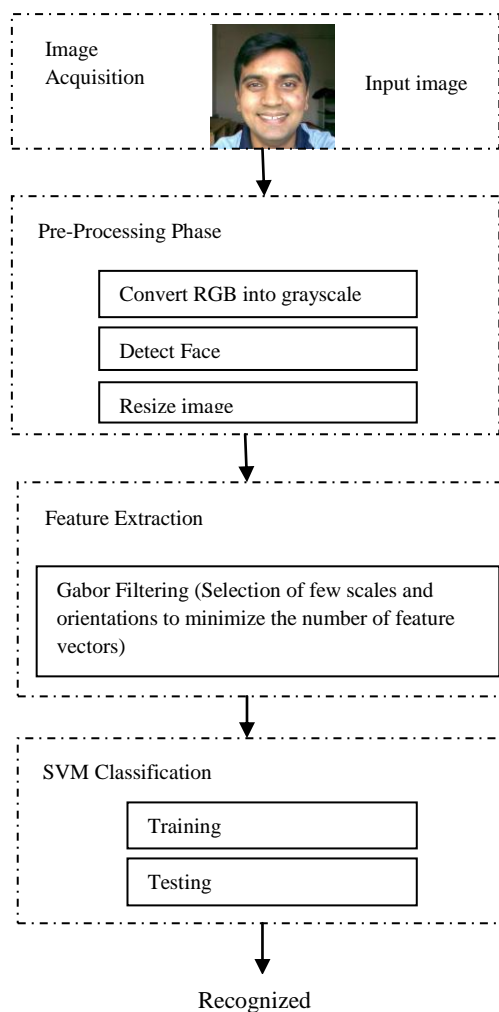 Image
Acquisition
Input image
Pre-Processing Phase
Convert RGB into grayscale
Detect Face
Resize image
Feature Extraction
Gabor Filtering (Selection of few scales and
orientations to minimize the number of feature
vectors)
SVM Classification
Training
Testing
Recognized